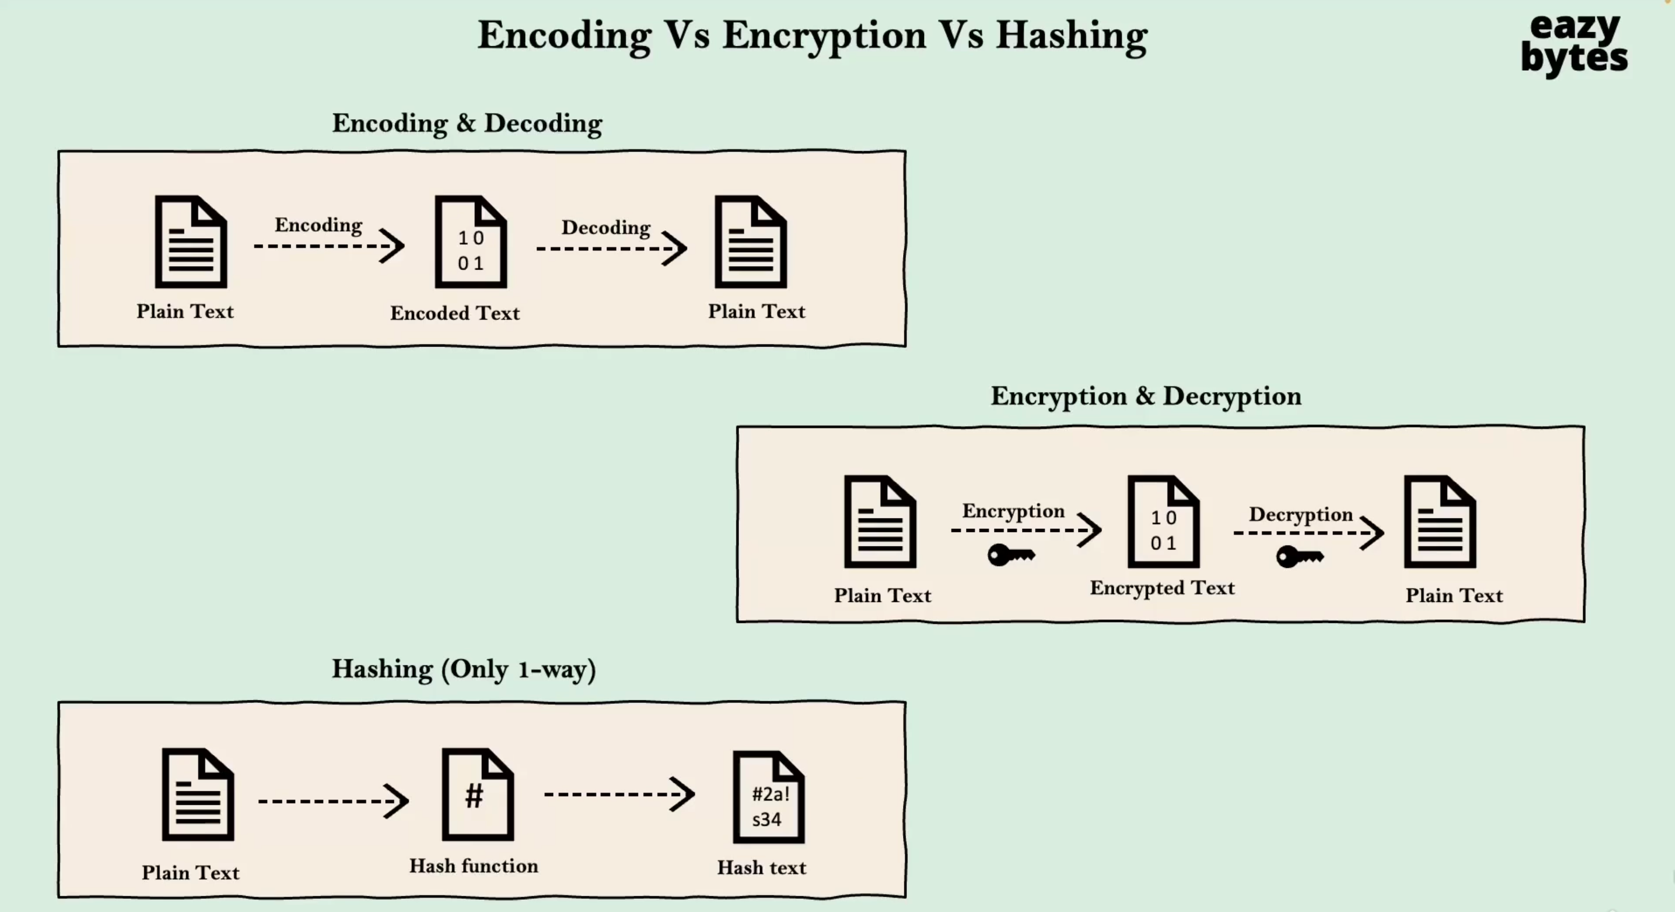 Encoding Vs Encryption Vs Hashing
eazy
bytes
Encoding & Decoding
Encoding
Decoding
1 0
0 1
Plain Text
Encoded Text
Plain Text
Encryption & Decryption
Encryption
Decryption
1 0
0 1
Plain Text
Encrypted Text
Plain Text
Hashing (Only 1-way)
#
#2a!
s34
Plain Text
Hash function
Hash text